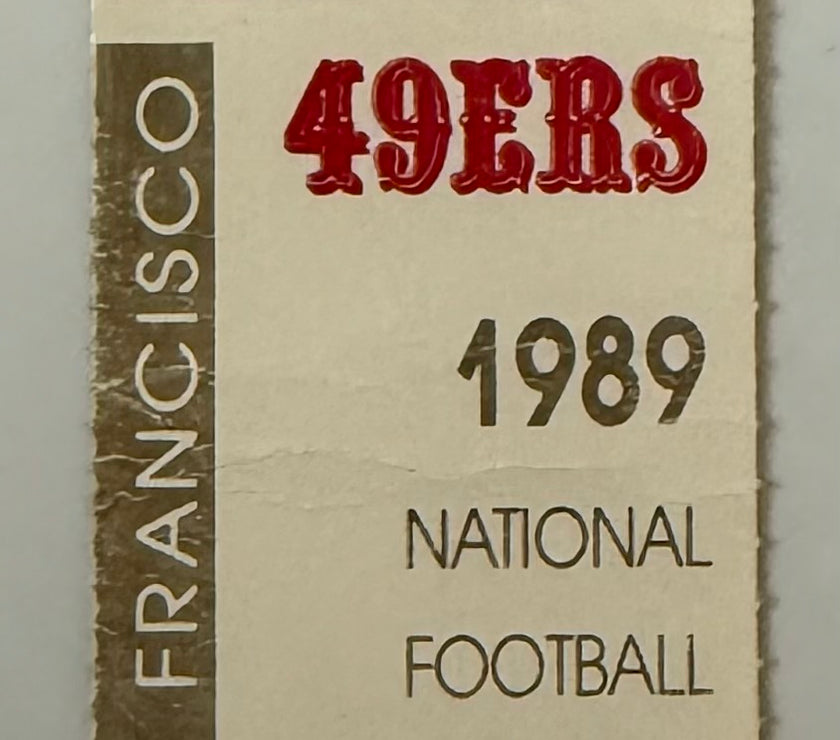 FRANCISCO
49ERS
1989
NATIONAL
FOOTBALL